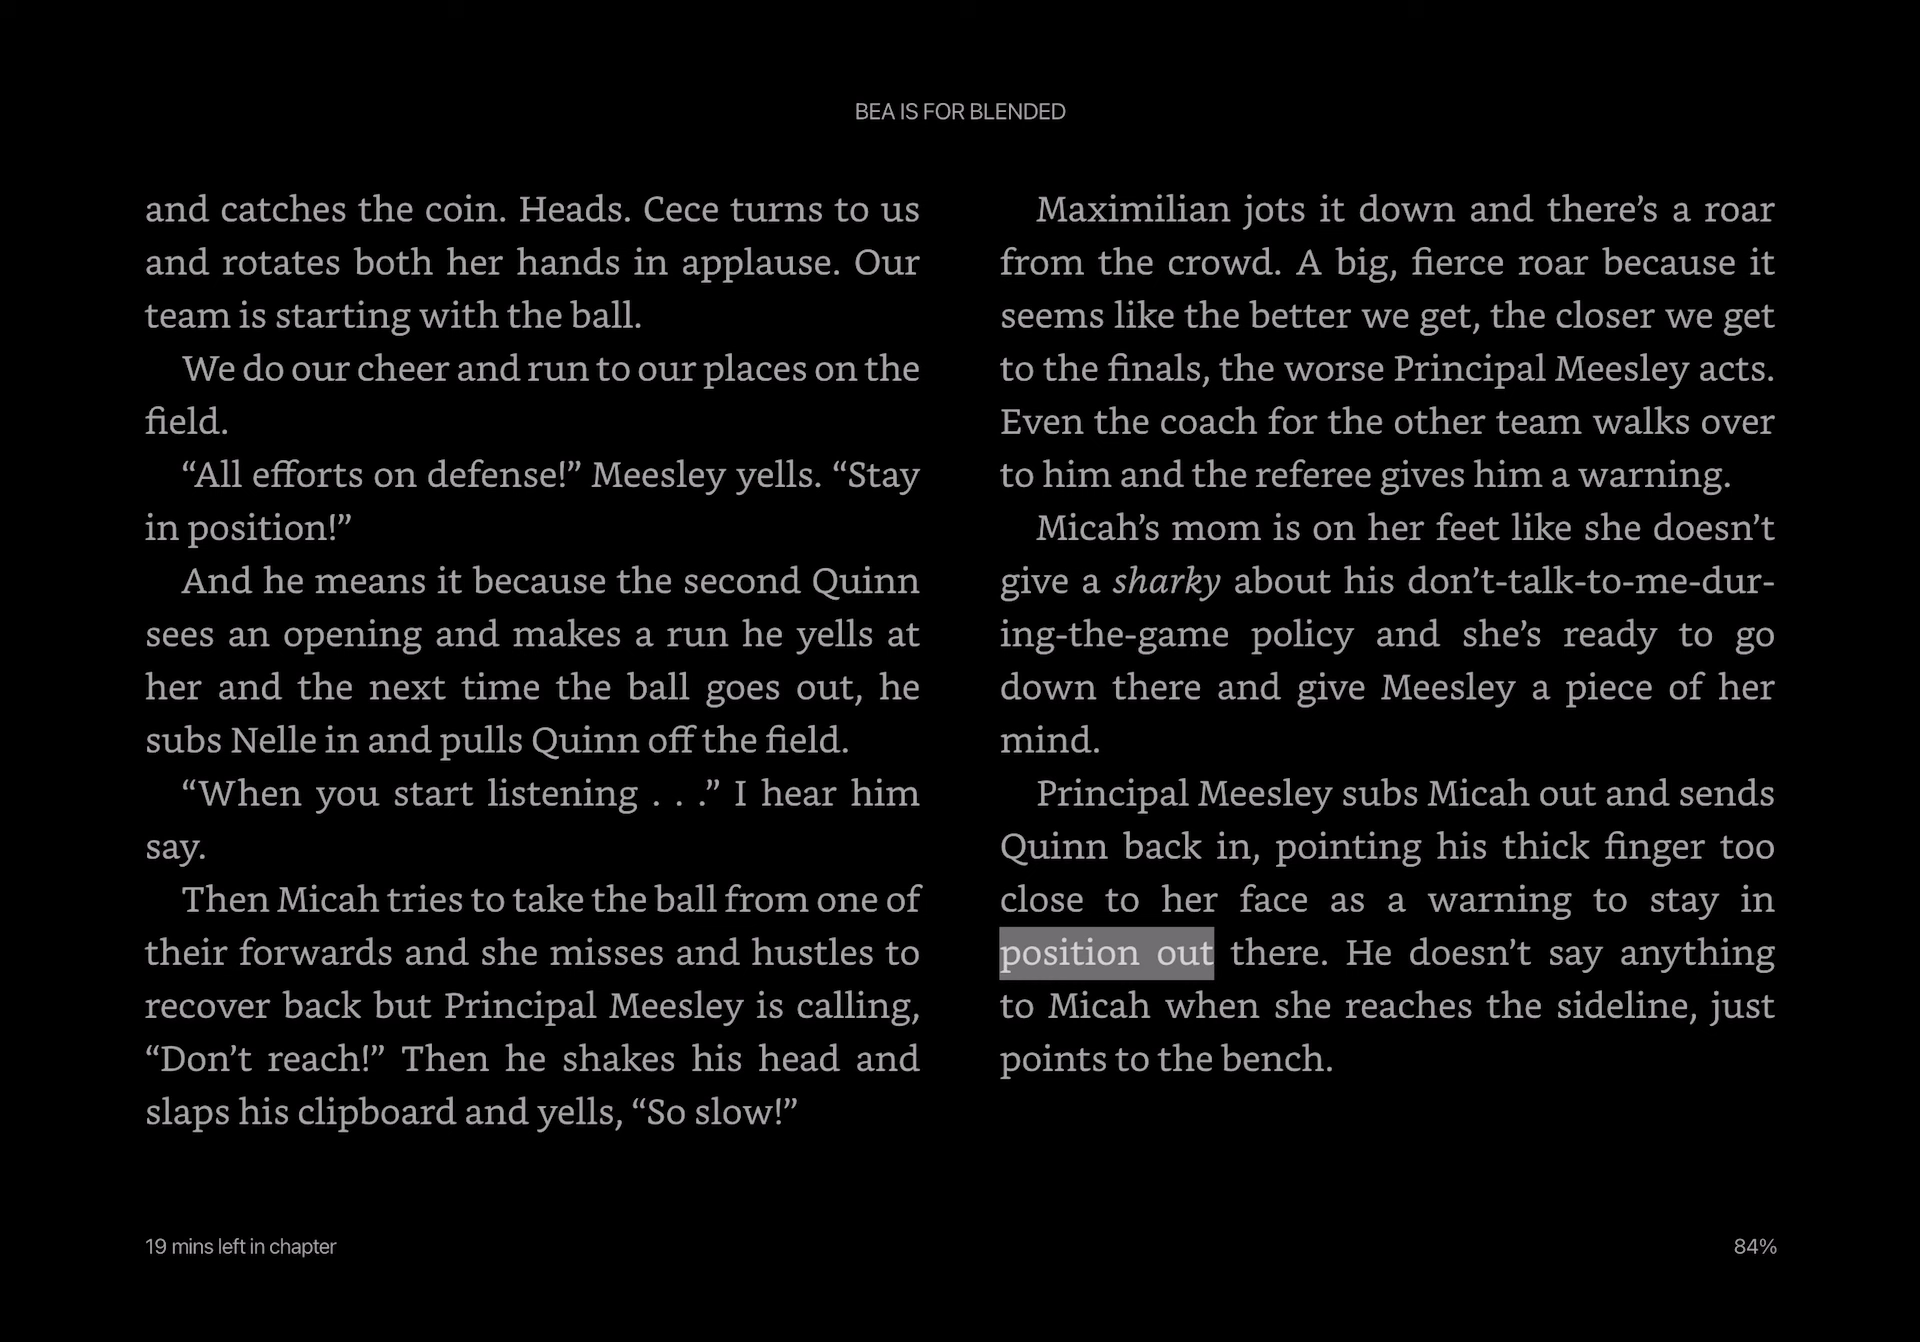 BEA IS FOR BLENDED
and catches the coin. Heads. Cece turns to us
and rotates both her hands in applause. Our
team is starting with the ball.
We do our cheer and run to our places on the
field.
“All efforts on defense!” Meesley yells. “Stay
in position!”
And he means it because the second Quinn
sees an opening and makes a run he yells at
her and the next time the ball goes out, he
subs Nelle in and pulls Quinn off the field.
“When you start listening . . .” I hear him
say.
Then Micah tries to take the ball from one of
their forwards and she misses and hustles to
recover back but Principal Meesley is calling,
“Don’t reach!” Then he shakes his head and
slaps his clipboard and yells, “So slow!”
Maximilian jots it down and there’s a roar
from the crowd. A big, fierce roar because it
seems like the better we get, the closer we get
to the finals, the worse Principal Meesley acts.
Even the coach for the other team walks over
to him and the referee gives him a warning.
Micah’s mom is on her feet like she doesn’t
give a sharky about his don’t-talk-to-me-dur-
ing-the-game policy and she’s ready to go
down there and give Meesley a piece of her
mind.
Principal Meesley subs Micah out and sends
Quinn back in, pointing his thick finger too
close to her face as a warning to stay in
position out there. He doesn’t say anything
to Micah when she reaches the sideline, just
points to the bench.
19 mins left in chapter
84%